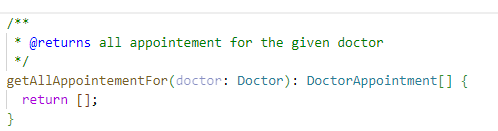 /**
 * @returns all appointement for the given doctor
 */
getAllAppointementFor(doctor: Doctor): DoctorAppointment[] {
  return [];
}